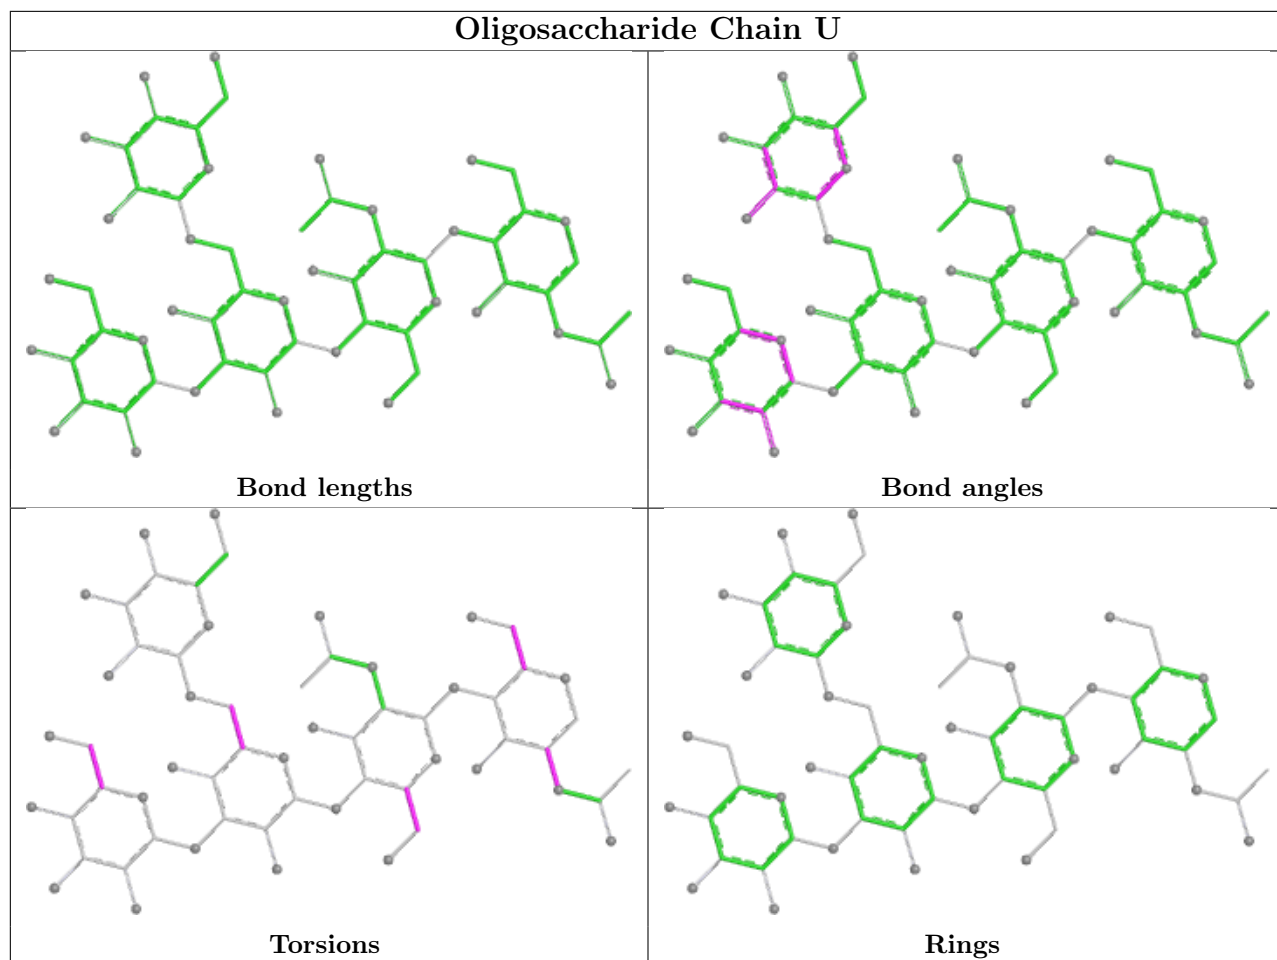 Oligosaccharide Chain U
Bond lengths
Bond angles
Torsions
Rings